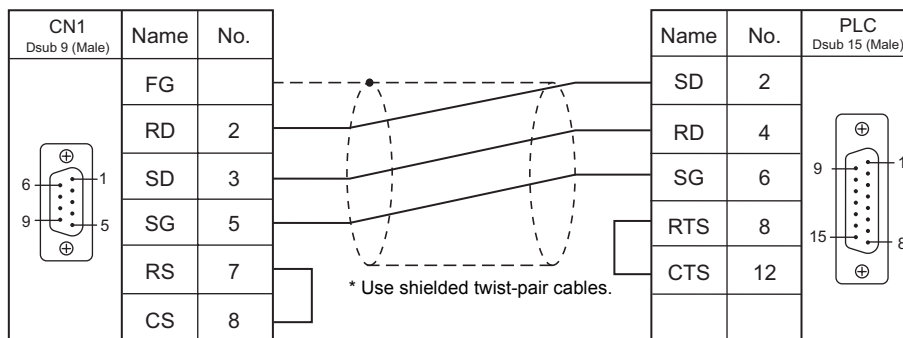 CN1
Dsub 9 (Male)
Name No.
FG
RD 2
SD 3
SG 5
RS 7
CS 8
6 1
9 5
* Use shielded twist-pair cables.
Name No.
SD 2
RD 4
SG 6
RTS 8
CTS 12
PLC
Dsub 15 (Male)
9 1
15 8